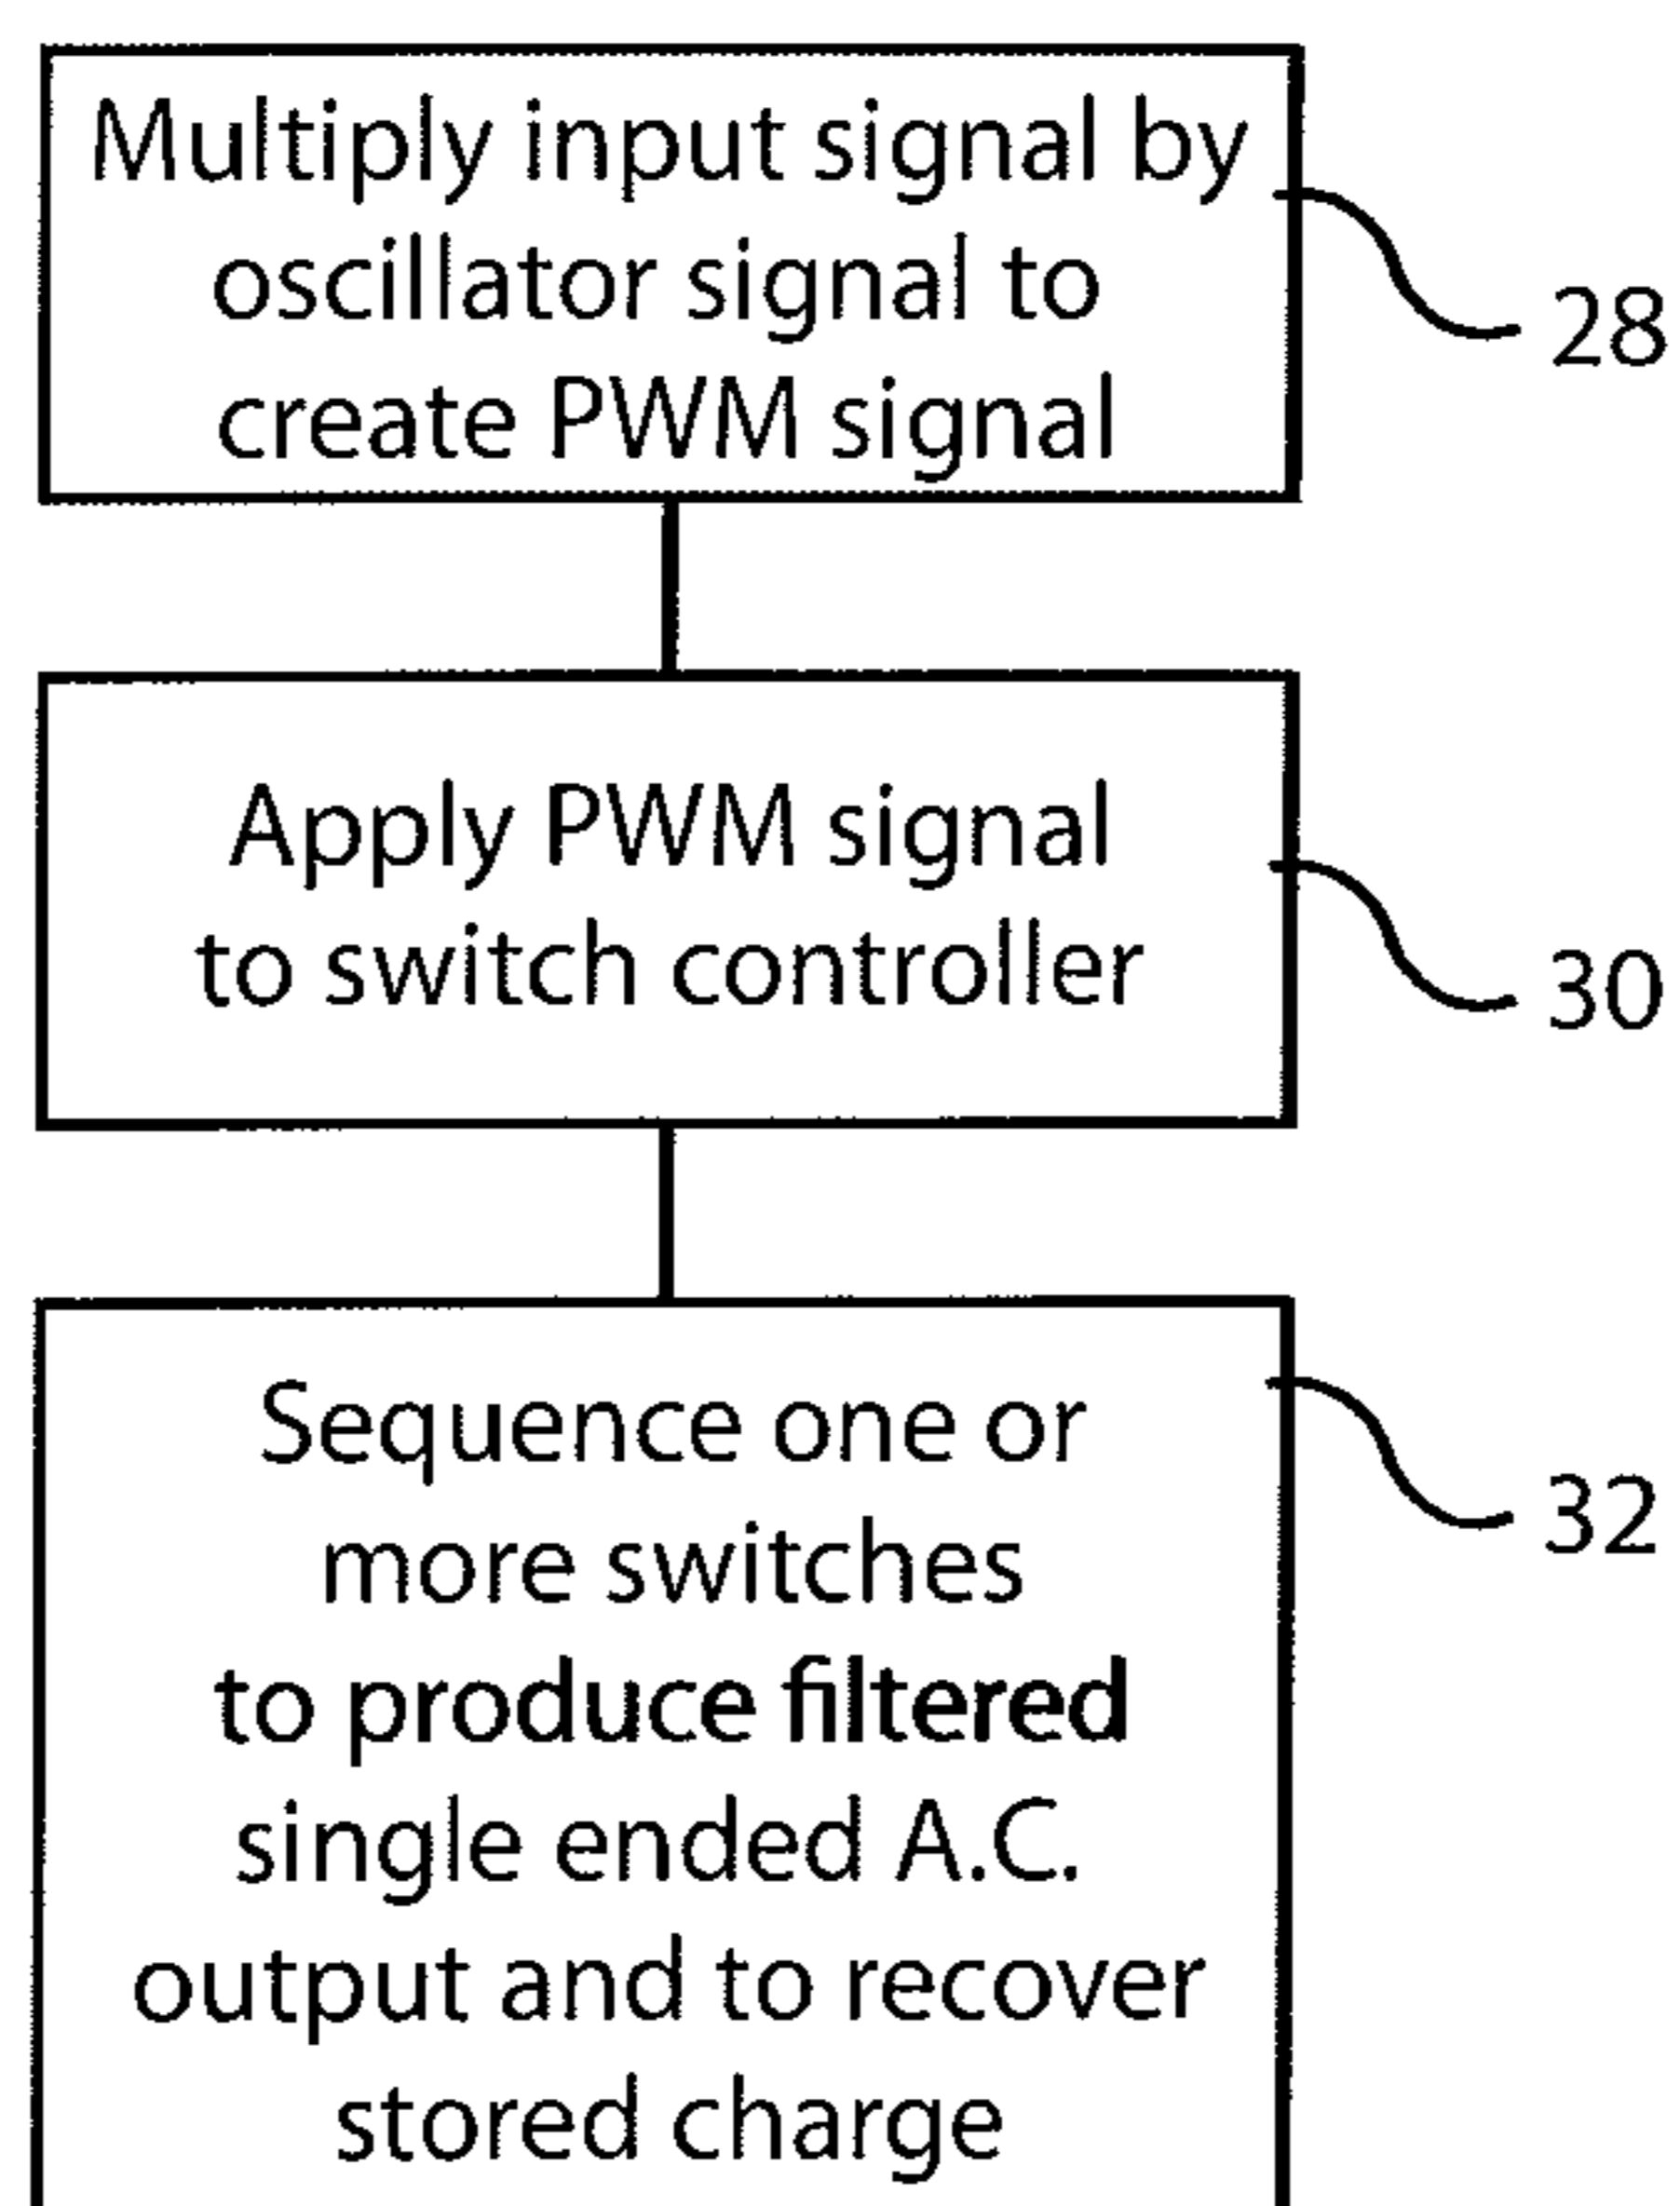 Multiply input signal by
oscillator signal to
create PWM signal
28
Apply PWM signal
to switch controller
30
Sequence one or
more switches
to produce filtered
single ended A.C.
output and to recover
stored charge
32